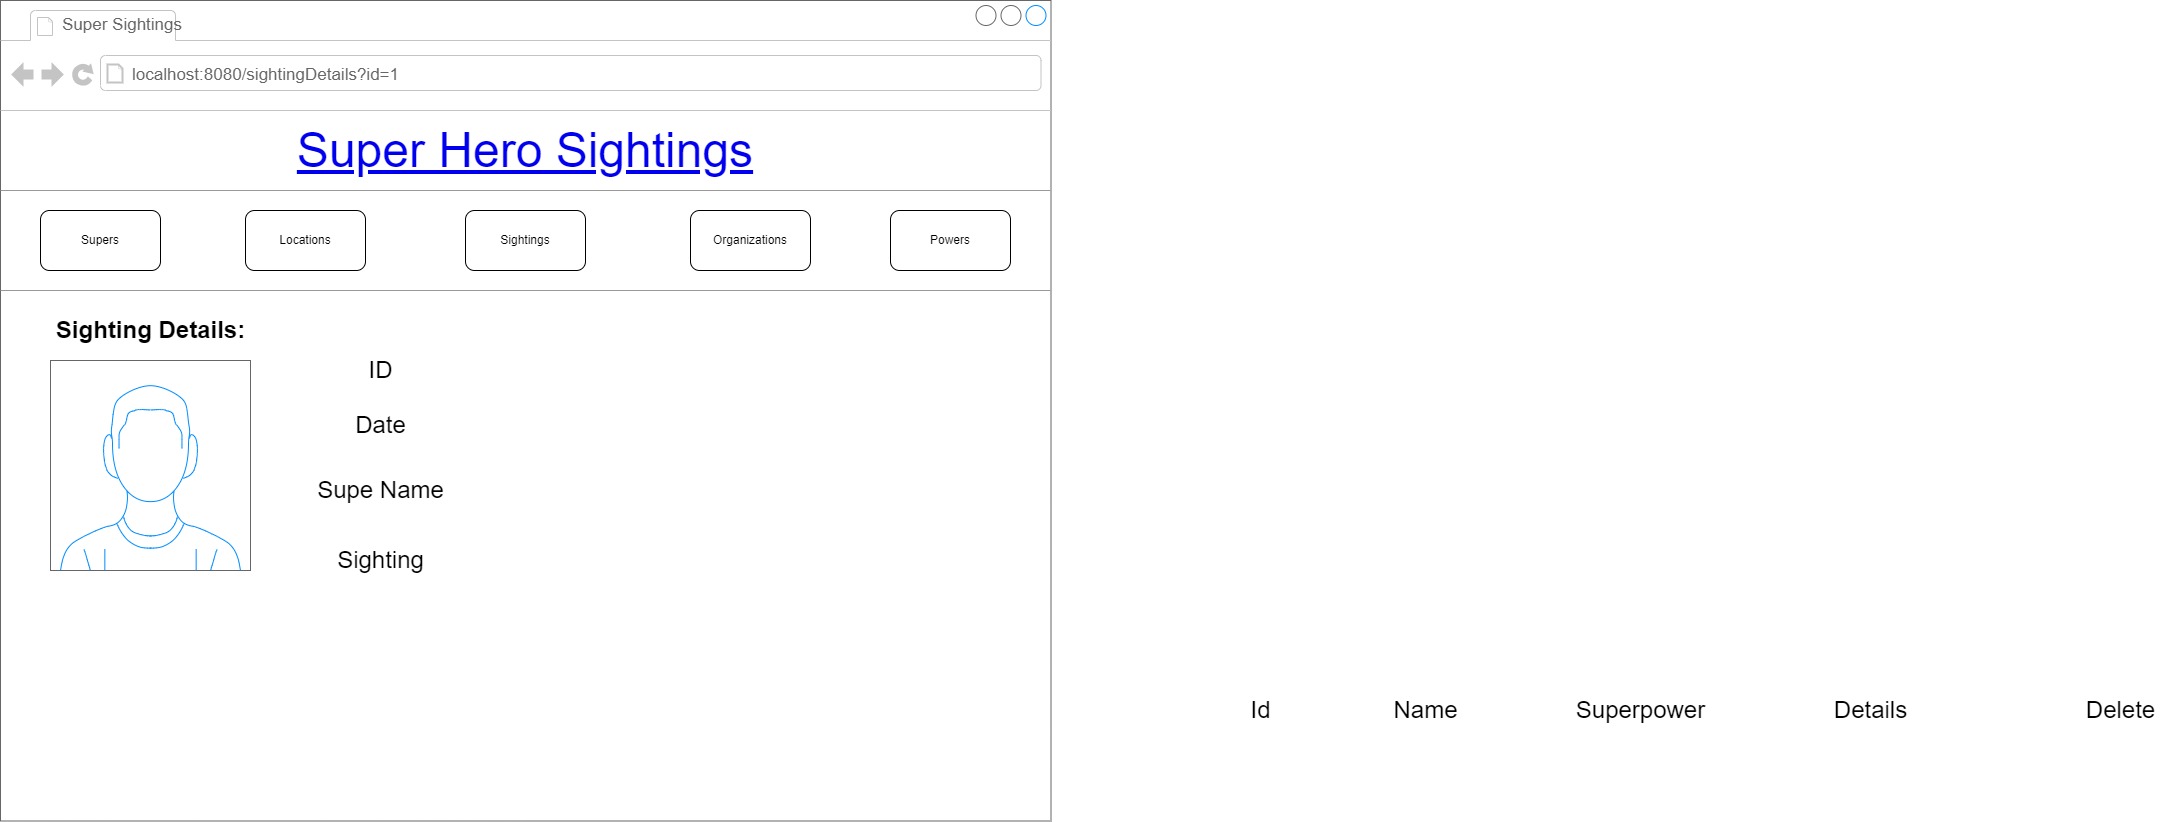 Super Sightings
localhost:8080/sightingDetails?id=1
Super Hero Sightings
Supers Locations Sightings Organizations Powers
Sighting Details:
ID
Date
Supe Name
Sighting
Id Name Superpower Details Delete